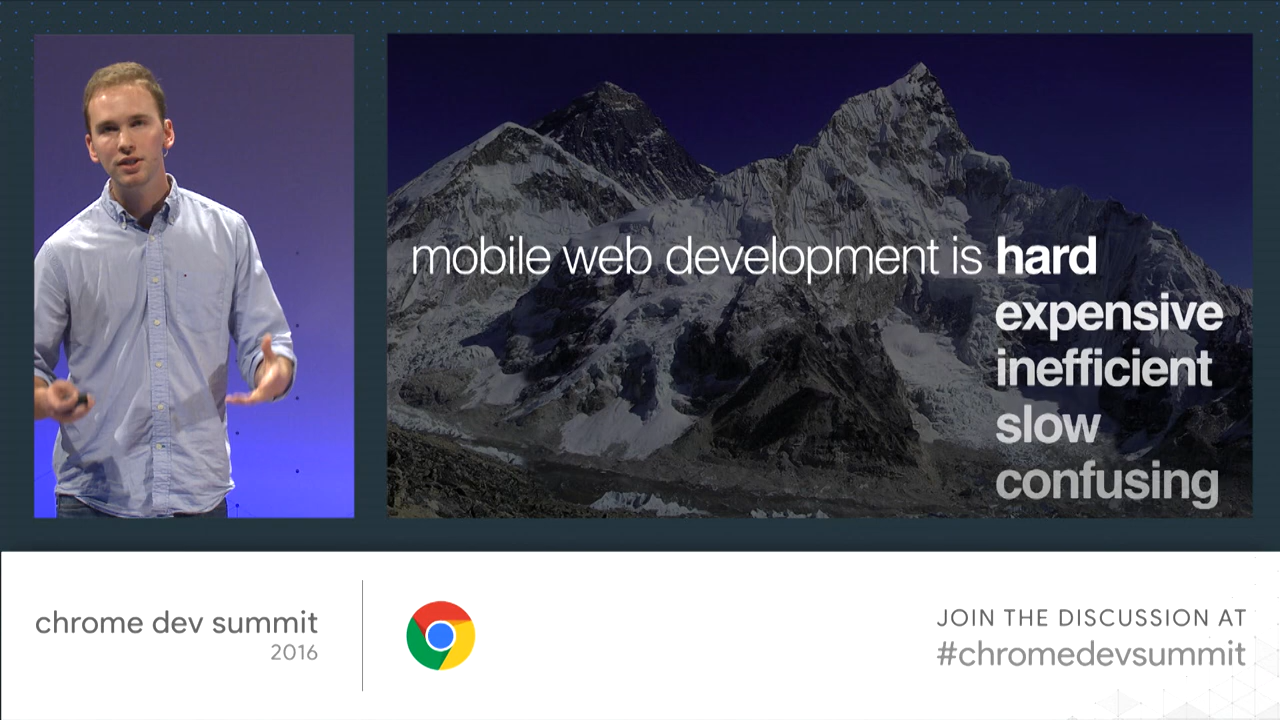 mobile web development is hard
expensive
inefficient
slow
confusing
chrome dev summit
2016
JOIN THE DISCUSSION AT
#chromedevsummit